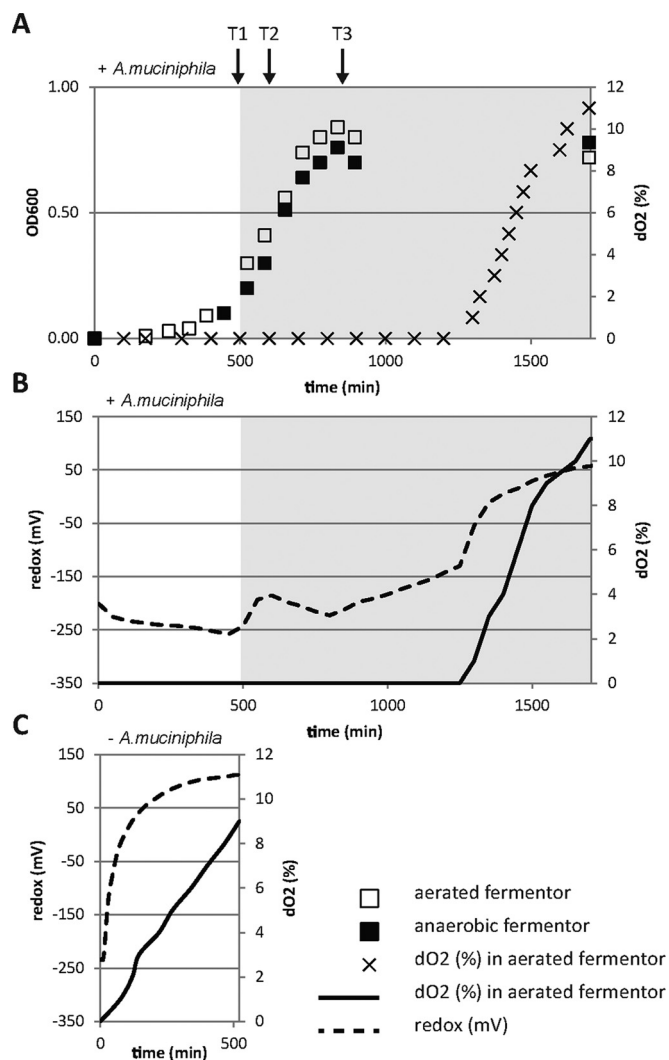 A
T1 T2 T3
+ A.muciniphila
1.00
0.50
0.00
OD600
12
10
8
6
4
2
0
dO2 (%)
0 500 1000 1500
time (min)
B
+ A.muciniphila
150
50
-50
-150
-250
-350
redox (mV)
12
10
8
6
4
2
0
dO2 (%)
0 500 1000 1500
time (min)
C
- A.muciniphila
150
50
-50
-150
-250
-350
redox (mV)
12
10
8
6
4
2
0
dO2 (%)
0 500
time (min)
aerated fermentor
anaerobic fermentor
dO2 (%) in aerated fermentor
dO2 (%) in aerated fermentor
redox (mV)